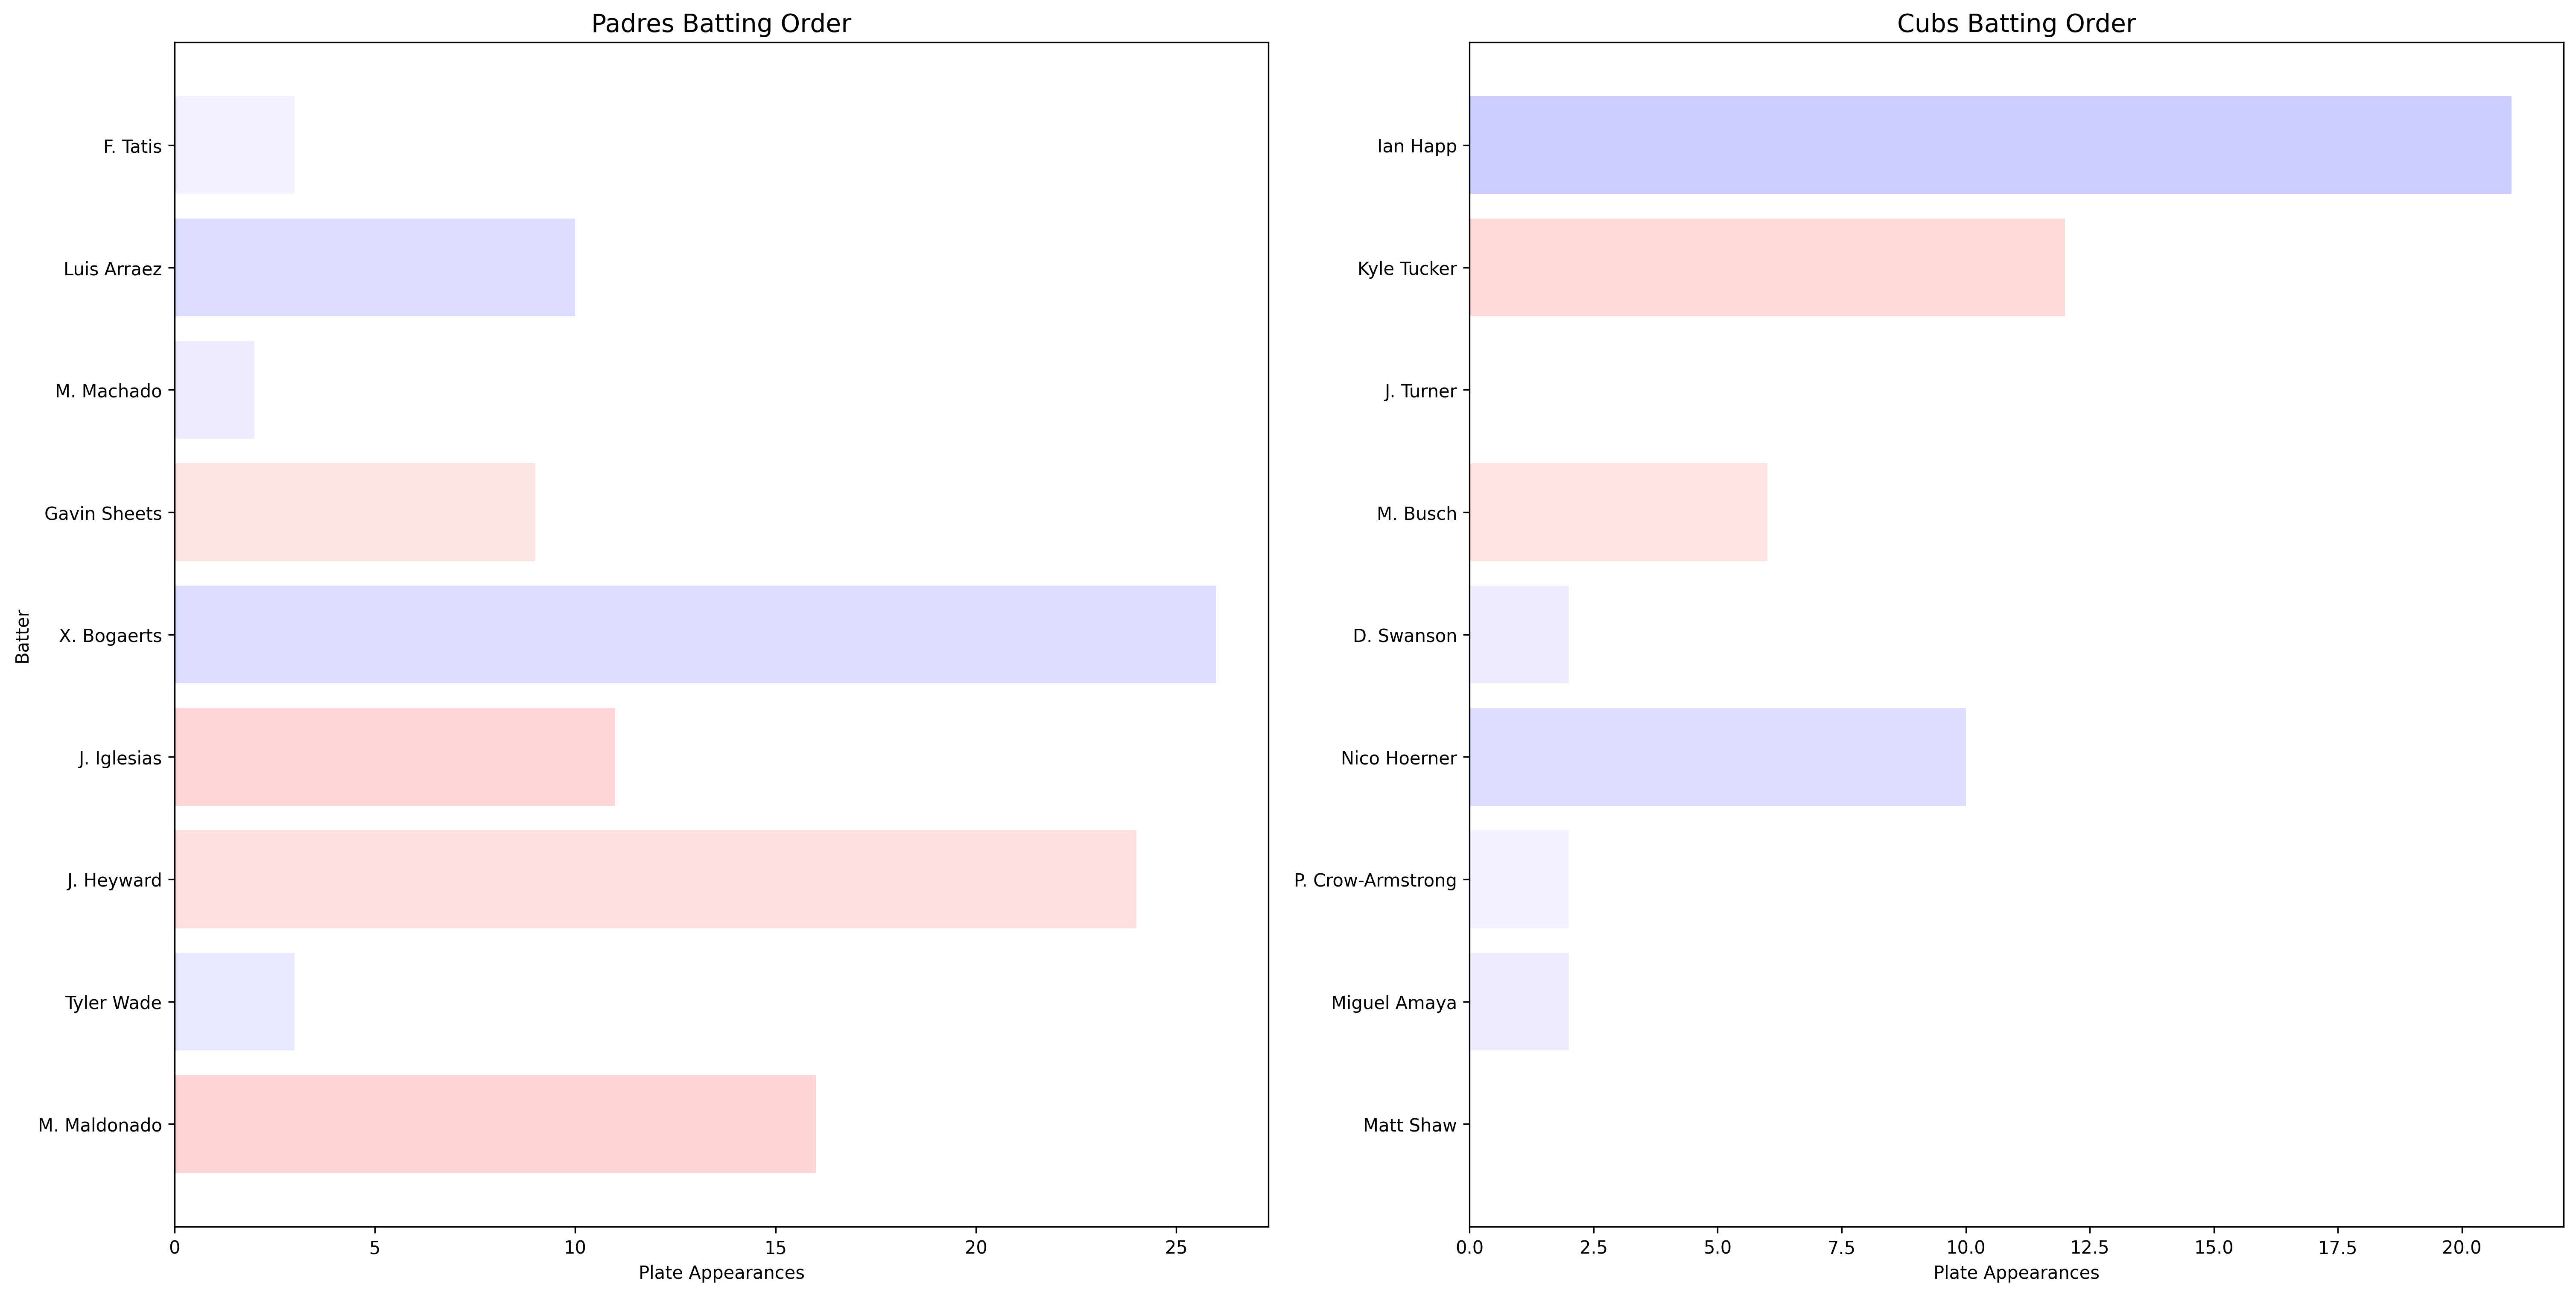 Padres Batting Order
Batter
F. Tatis
Luis Arraez
M. Machado
Gavin Sheets
X. Bogaerts
J. Iglesias
J. Heyward
Tyler Wade
M. Maldonado
0 5 10 15 20 25
Plate Appearances
Cubs Batting Order
Ian Happ
Kyle Tucker
J. Turner
M. Busch
D. Swanson
Nico Hoerner
P. Crow-Armstrong
Miguel Amaya
Matt Shaw
0.0 2.5 5.0 7.5 10.0 12.5 15.0 17.5 20.0
Plate Appearances